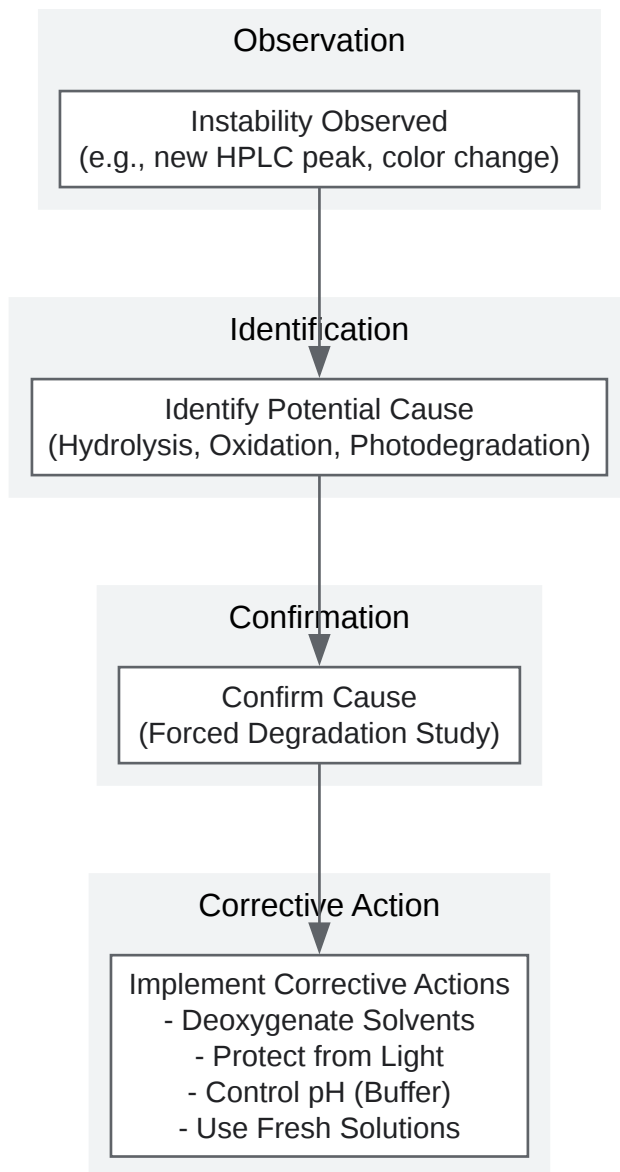 Observation
Instability Observed
(e.g., new HPLC peak, color change)
Identification
Identify Potential Cause
(Hydrolysis, Oxidation, Photodegradation)
Confirmation
Confirm Cause
(Forced Degradation Study)
Corrective Action
Implement Corrective Actions
- Deoxygenate Solvents
- Protect from Light
- Control pH (Buffer)
- Use Fresh Solutions